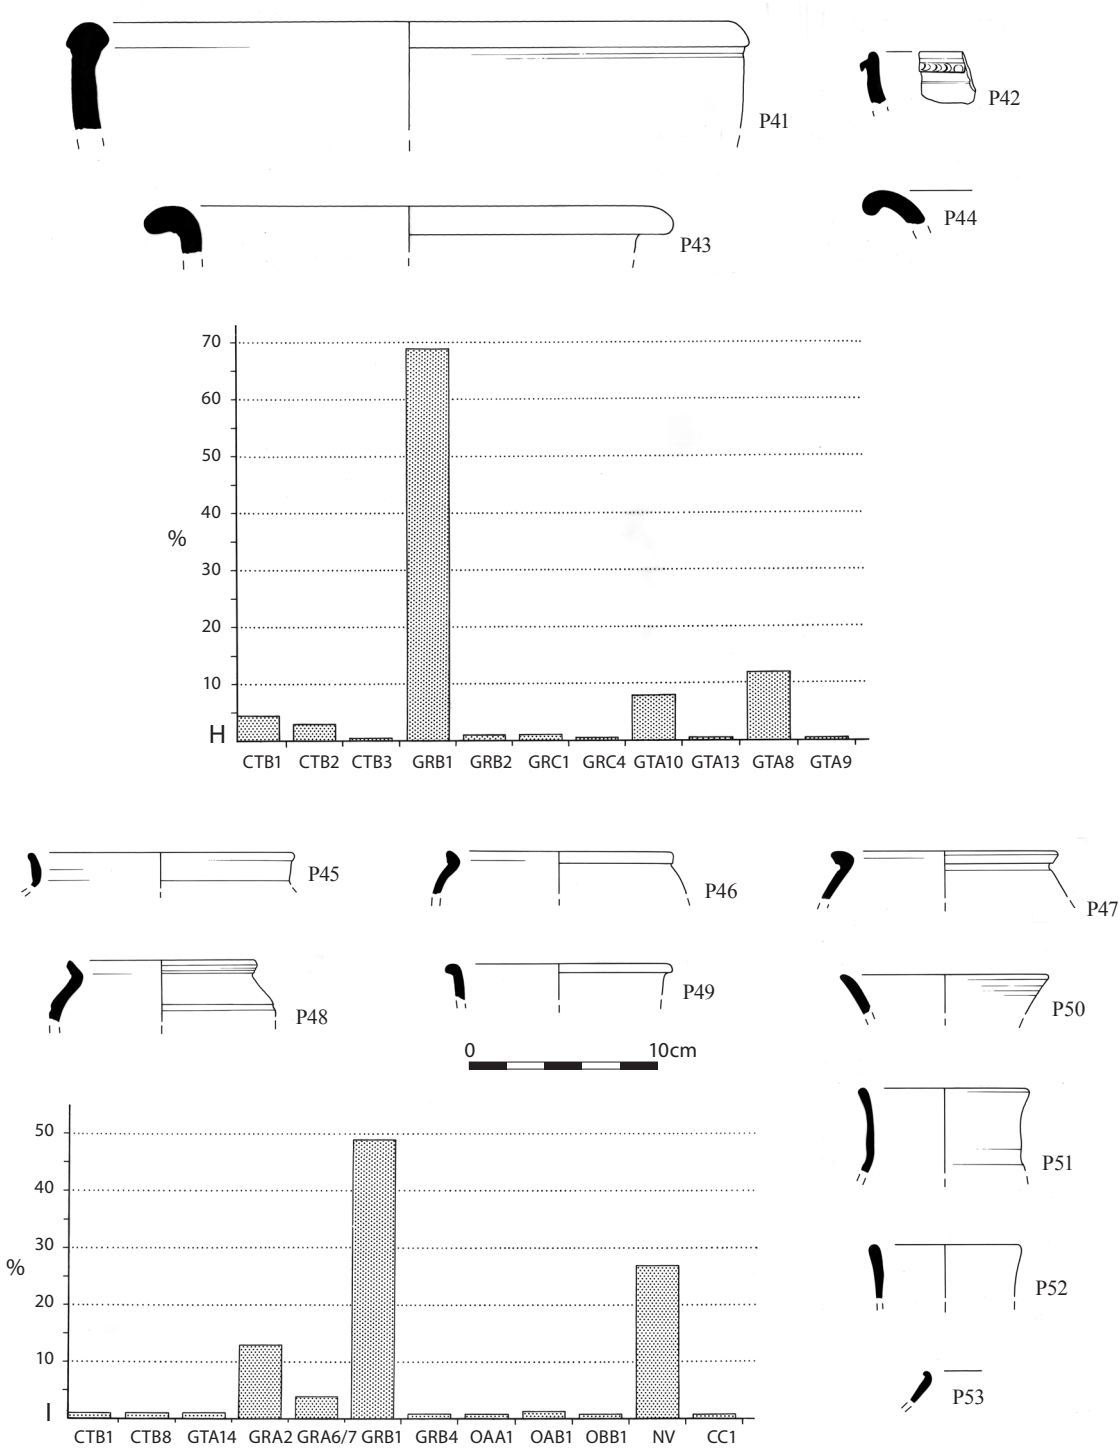 P41
P42
P43
P44
70
60
50
40
%
30
20
10
H
CTB1 CTB2 CTB3 GRB1 GRB2 GRC1 GRC4 GTA10 GTA13 GTA8 GTA9
P45
P46
P47
P48
P49
P50
0 10cm
P51
P52
P53
50
40
30
%
20
10
I
CTB1 CTB8 GTA14 GRA2 GRA6/7 GRB1 GRB4 OAA1 OAB1 OBB1 NV CC1